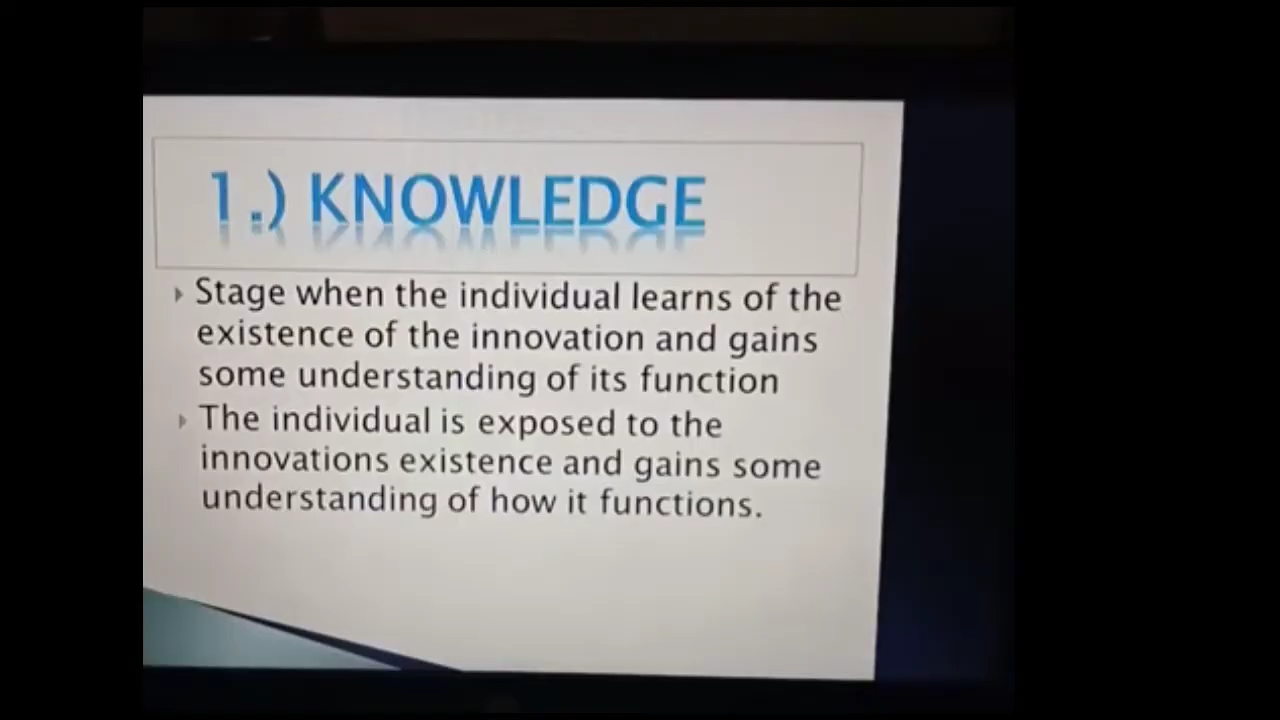 1.) KNOWLEDGE
Stage when the individual learns of the
existence of the innovation and gains
some understanding of its function
The individual is exposed to the
innovations existence and gains some
understanding of how it functions.